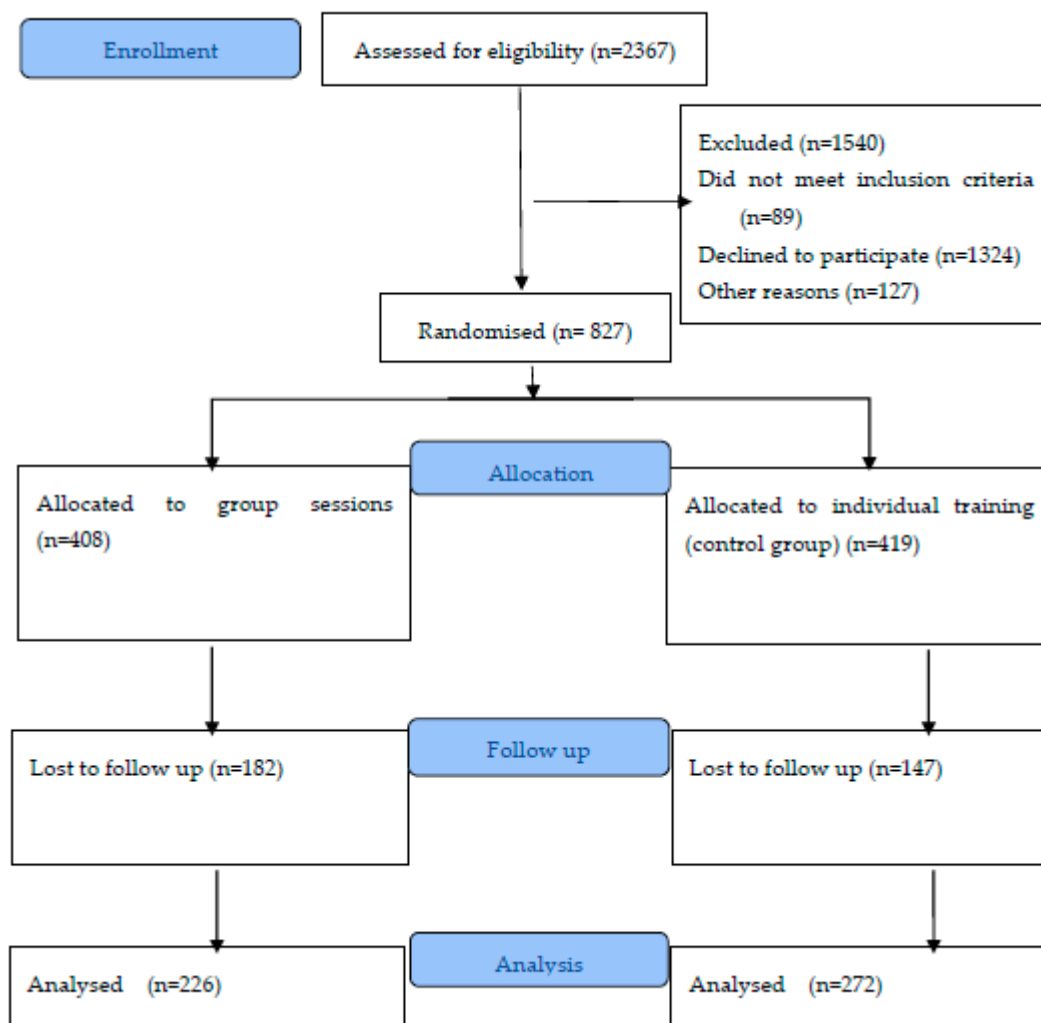 Enrollment
Assessed for eligibility (n=2367)
Excluded (n=1540)
Did not meet inclusion criteria
(n=89)
Declined to participate (n=1324)
Other reasons (n=127)
Randomised (n= 827)
Allocation
Allocated to group sessions
(n=408)
Allocated to individual training
(control group) (n=419)
Follow up
Lost to follow up (n=182)
Lost to follow up (n=147)
Analysis
Analysed (n=226)
Analysed (n=272)